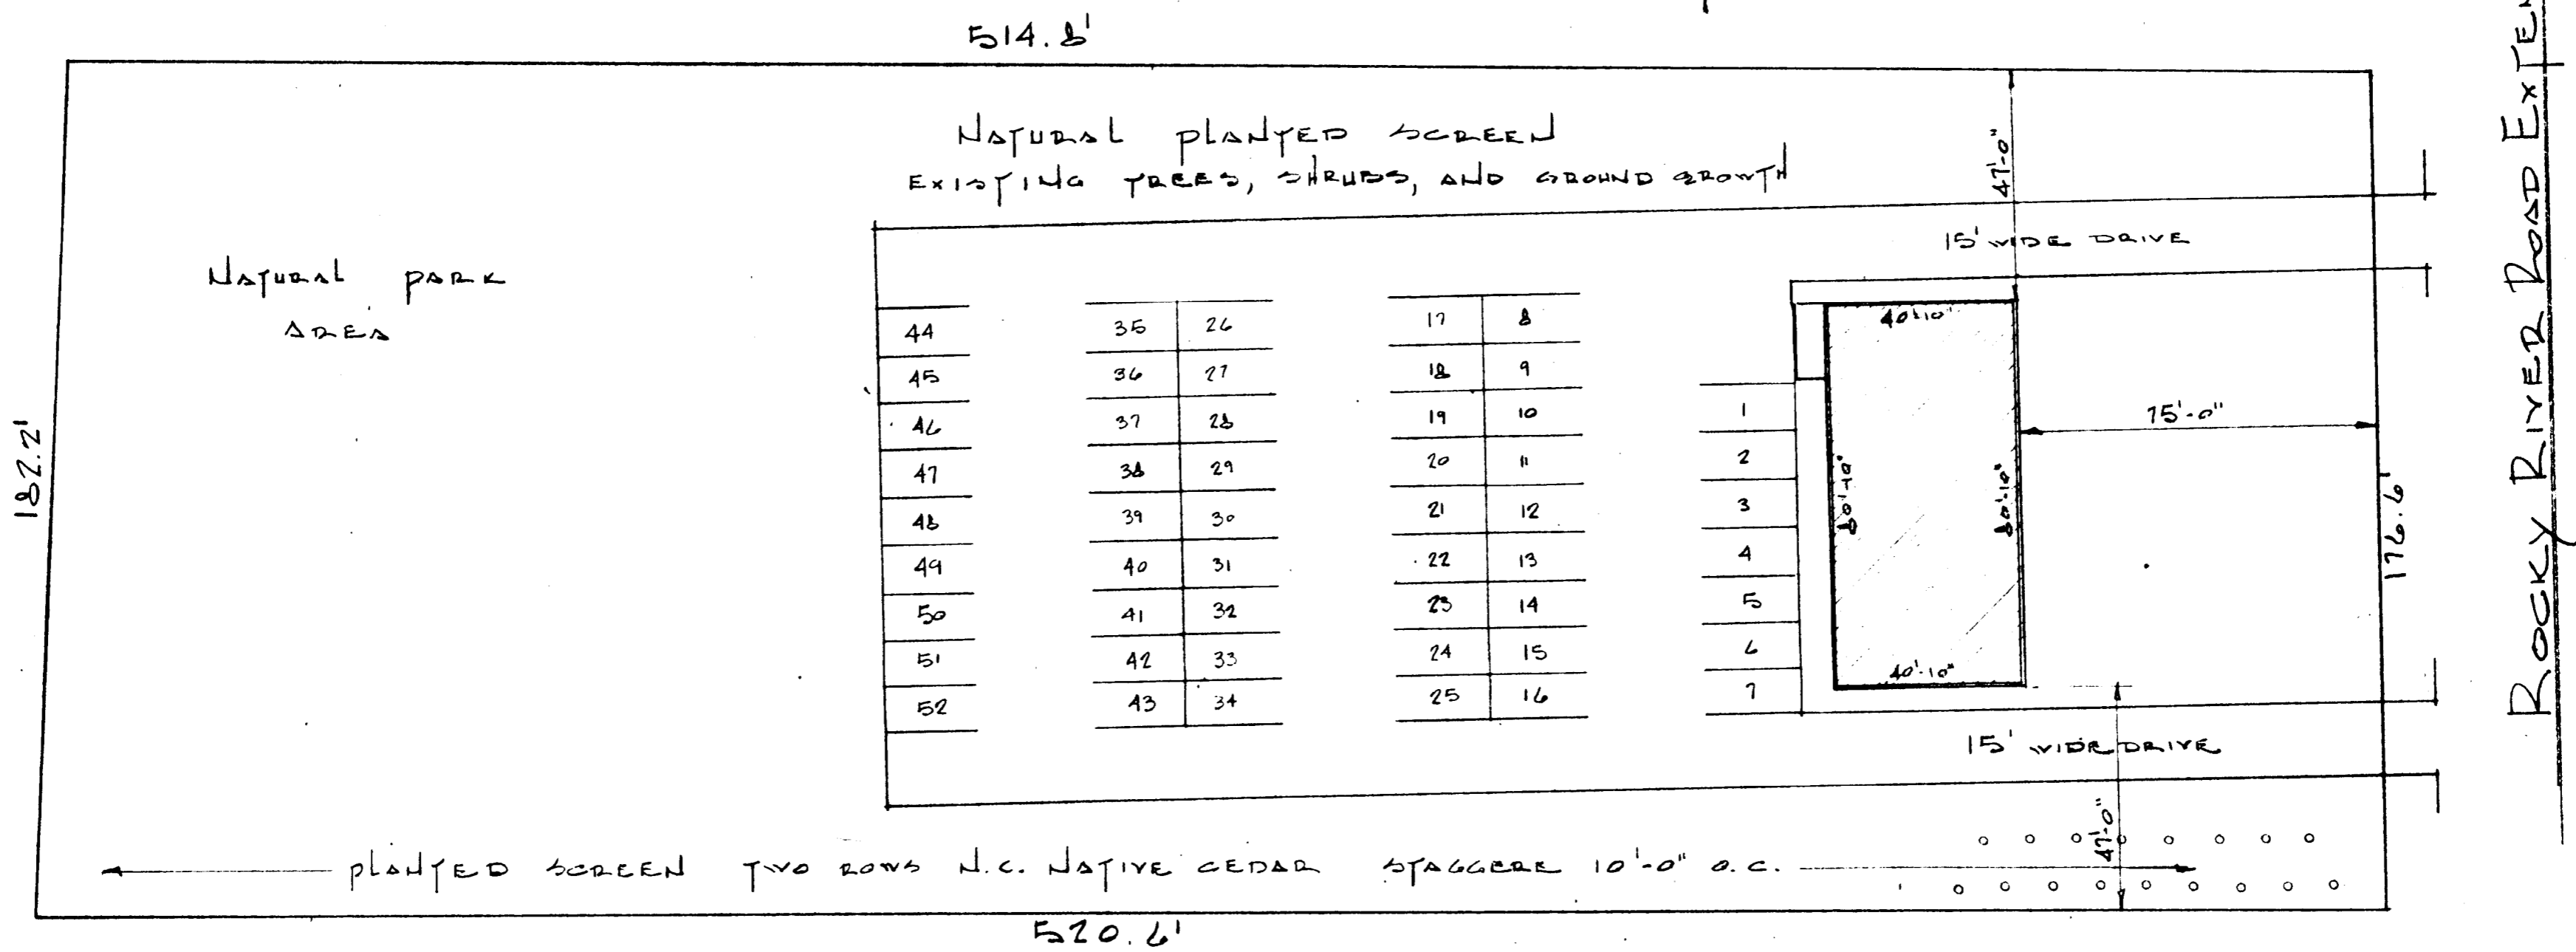 514.8'
NATURAL PLANTED SCREEN
EXISTING TREES, SHRUBS, AND GROUND GROWTH
47'-0"
15' WIDE DRIVE
NATURAL PARK
AREA
182.2'
44 35 26 17 8
45 36 27 18 9
46 37 28 19 10 1
47 38 29 20 11 2
48 39 30 21 12 3
49 40 31 22 13 4
50 41 32 23 14 5
51 42 33 24 15 6
52 43 34 25 16 7
40'-10"
80'-10"
80'-10"
40'-10"
75'-0"
176.6'
ROCKY RIVER ROAD
15' WIDE DRIVE
47'-0"
PLANTED SCREEN TWO ROWS N.C. NATIVE CEDAR STAGGERE 10'-0" O.C.
520.6'